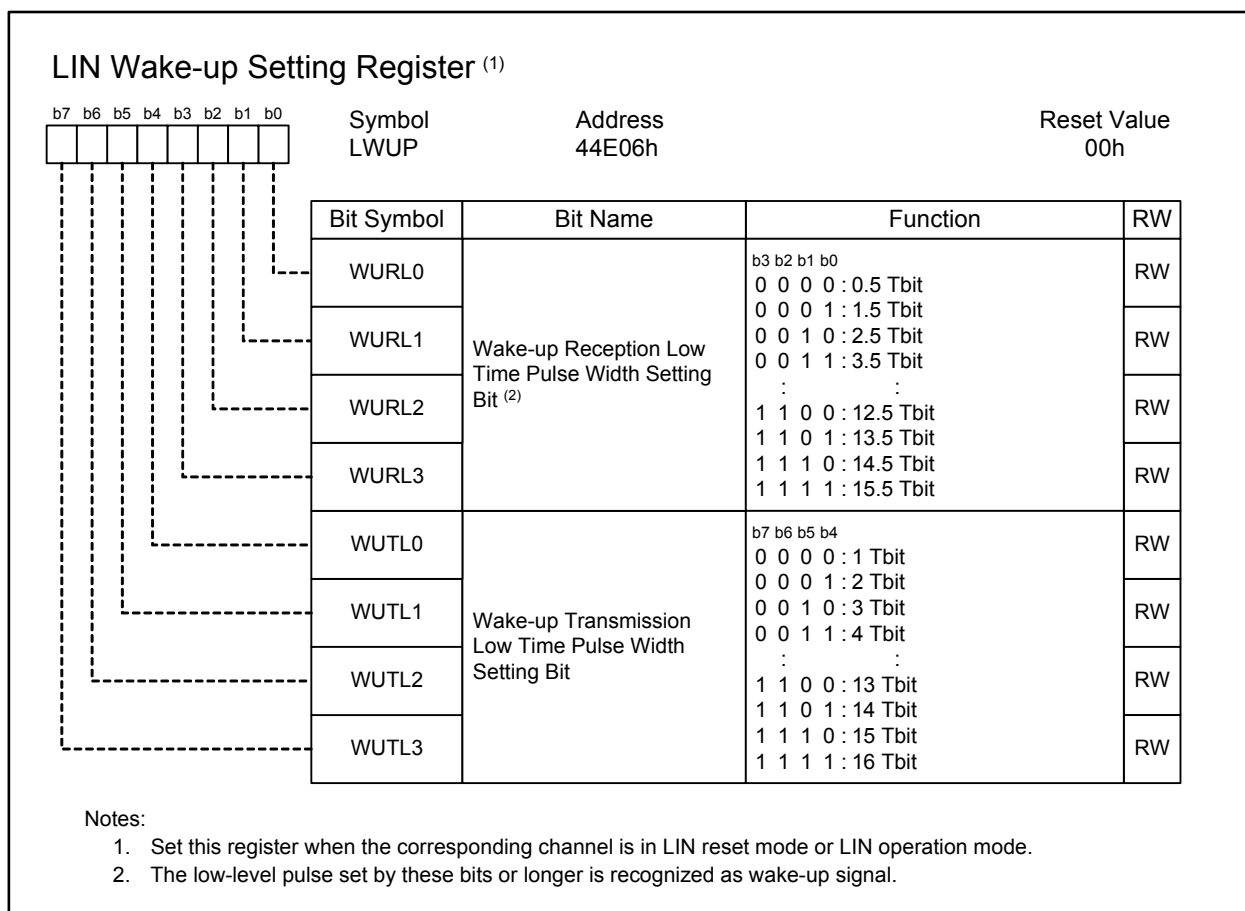 LIN Wake-up Setting Register (1)
b7 b6 b5 b4 b3 b2 b1 b0
Symbol Address Reset Value
LWUP 44E06h 00h
Bit Symbol Bit Name Function RW
WURL0 RW
WURL1 RW
WURL2 RW
WURL3 RW
Wake-up Reception Low
Time Pulse Width Setting
Bit (2)
b3 b2 b1 b0
0 0 0 0 : 0.5 Tbit
0 0 0 1 : 1.5 Tbit
0 0 1 0 : 2.5 Tbit
0 0 1 1 : 3.5 Tbit
: :
1 1 0 0 : 12.5 Tbit
1 1 0 1 : 13.5 Tbit
1 1 1 0 : 14.5 Tbit
1 1 1 1 : 15.5 Tbit
WUTL0 RW
WUTL1 RW
WUTL2 RW
WUTL3 RW
Wake-up Transmission
Low Time Pulse Width
Setting Bit
b7 b6 b5 b4
0 0 0 0 : 1 Tbit
0 0 0 1 : 2 Tbit
0 0 1 0 : 3 Tbit
0 0 1 1 : 4 Tbit
: :
1 1 0 0 : 13 Tbit
1 1 0 1 : 14 Tbit
1 1 1 0 : 15 Tbit
1 1 1 1 : 16 Tbit
Notes:
1. Set this register when the corresponding channel is in LIN reset mode or LIN operation mode.
2. The low-level pulse set by these bits or longer is recognized as wake-up signal.